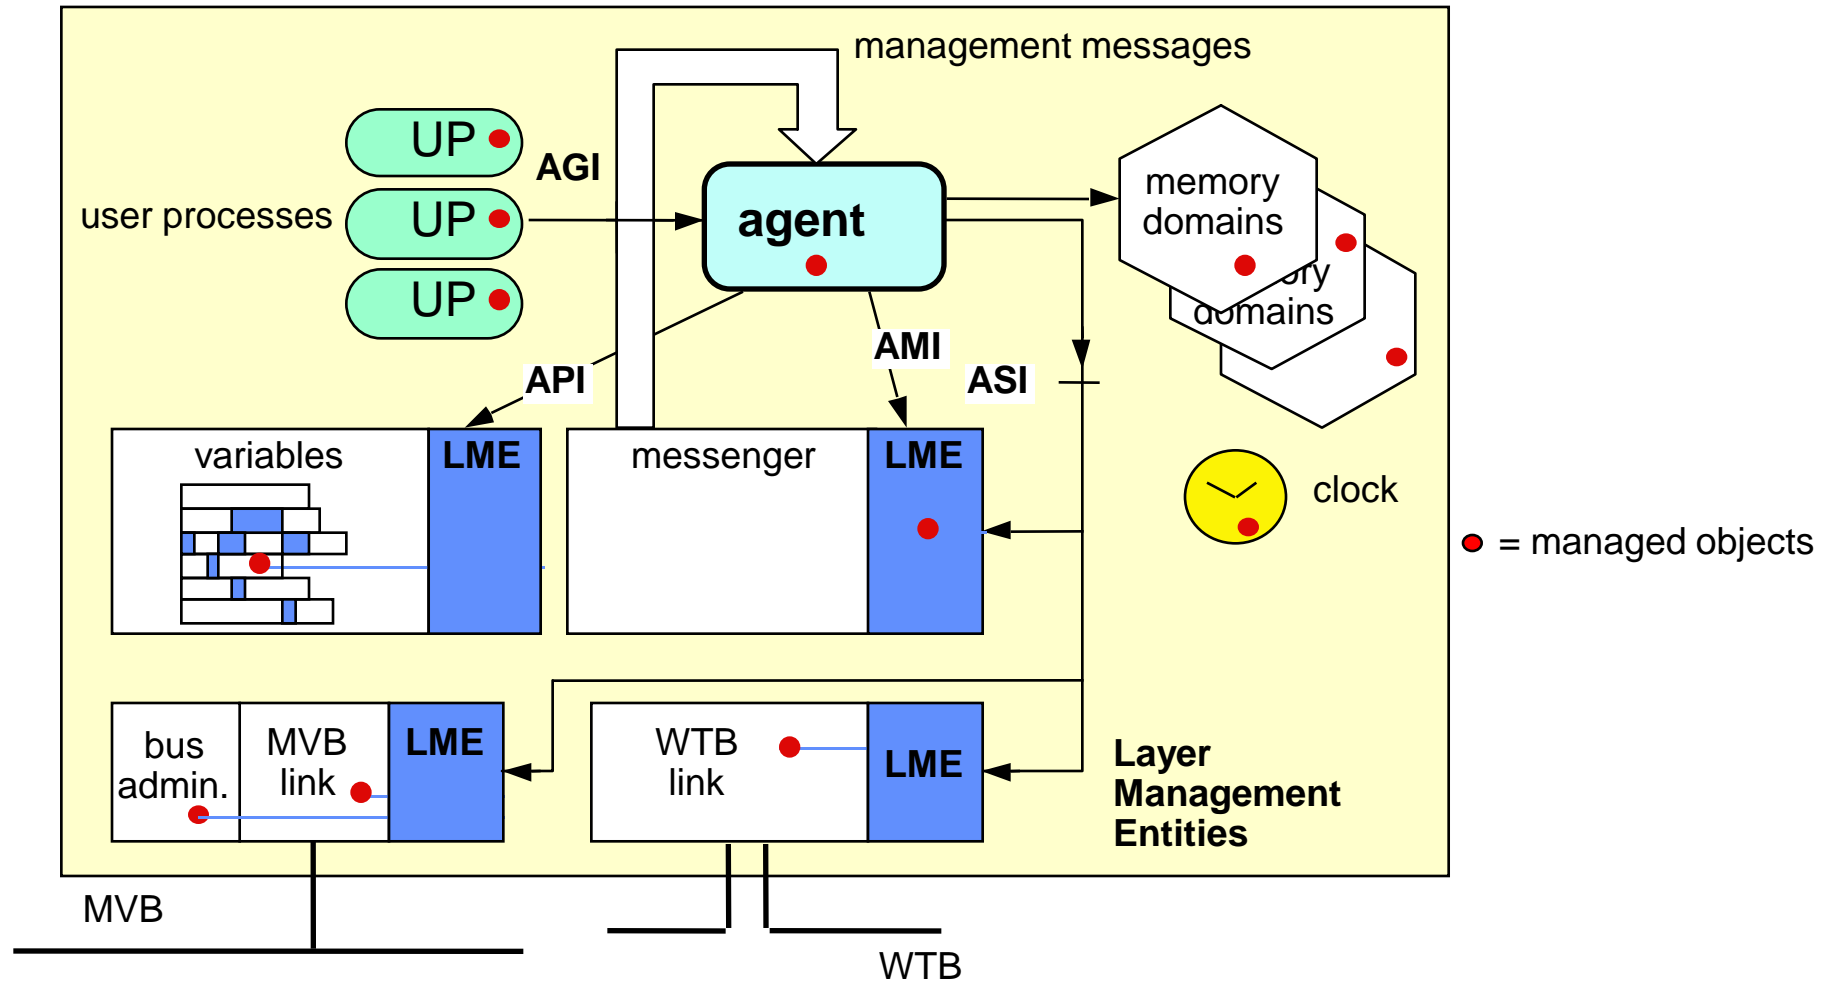 management messages
UP
AGI
user processes
UP
UP
agent
memory
domains
ory
domains
API
AMI
ASI
variables
LME
messenger
LME
clock
= managed objects
bus
admin.
MVB
link
LME
WTB
link
LME
Layer
Management
Entities
MVB
WTB